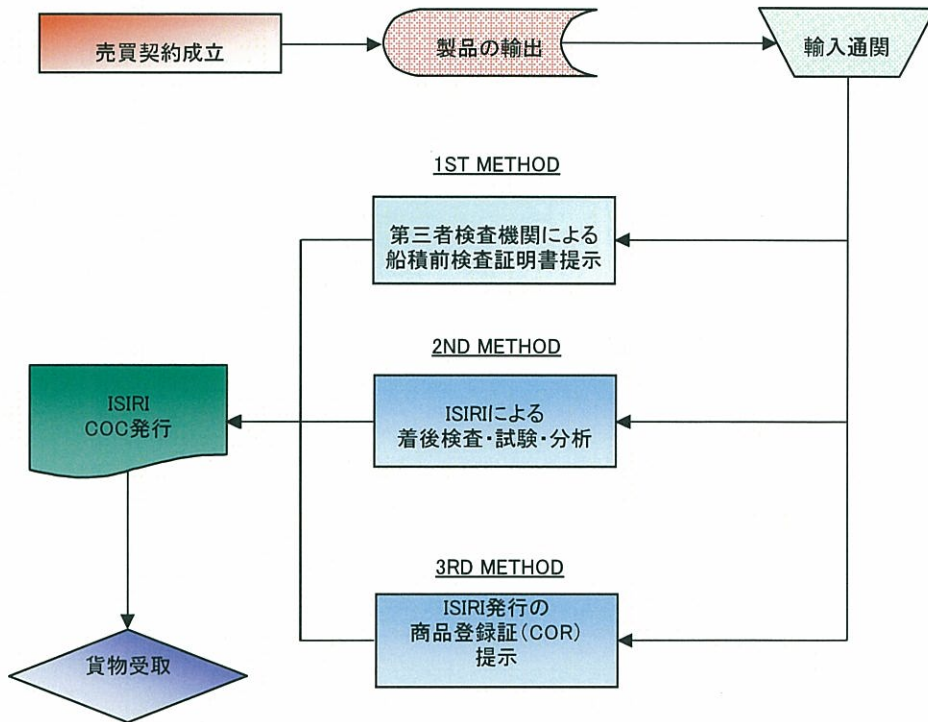 売買契約成立
製品の輸出
輸入通関
1ST METHOD
第三者検査機関による
船積前検査証明書提示
2ND METHOD
ISIRIによる
着後検査・試験・分析
ISIRI
COC発行
3RD METHOD
ISIRI発行の
商品登録証(COR)
提示
貨物受取